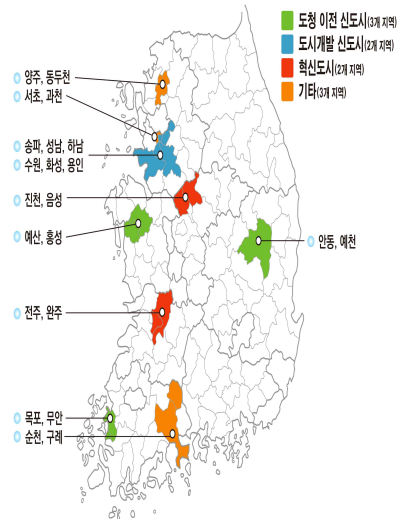 도청 이전 신도시(3개 지역)
도시개발 신도시(2개 지역)
혁신도시(2개 지역)
기타(3개 지역)
양주, 동두천
서초, 과천
송파, 성남, 하남
수원, 화성, 용인
진천, 음성
예산, 홍성
안동, 예천
전주, 완주
목포, 무안
순천, 구례